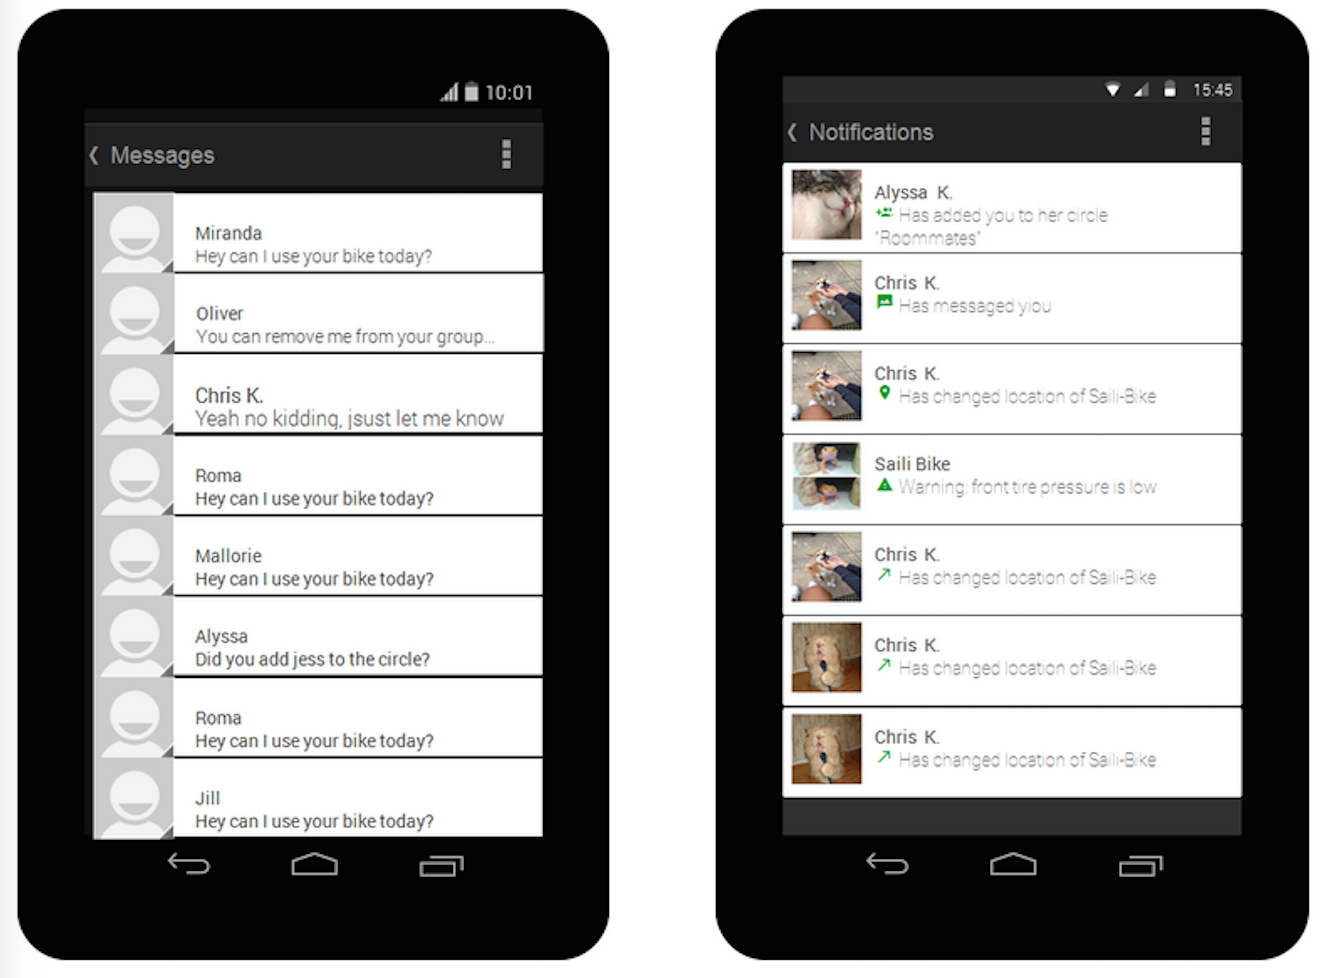 10:01
Messages
Miranda
Hey can I use your bike today?
Oliver
You can remove me from your group...
Chris K.
Yeah no kidding, jsust let me know
Roma
Hey can I use your bike today?
Mallorie
Hey can I use your bike today?
Alyssa
Did you add jess to the circle?
Roma
Hey can I use your bike today?
Jill
Hey can I use your bike today?
15:45
Notifications
Alyssa K.
Has added you to her circle
"Roommates"
Chris K.
Has messaged yiou
Chris K.
Has changed location of Saili-Bike
Saili Bike
Warning: front tire pressure is low
Chris K.
Has changed location of Saili-Bike
Chris K.
Has changed location of Saili-Bike
Chris K.
Has changed location of Saili-Bike